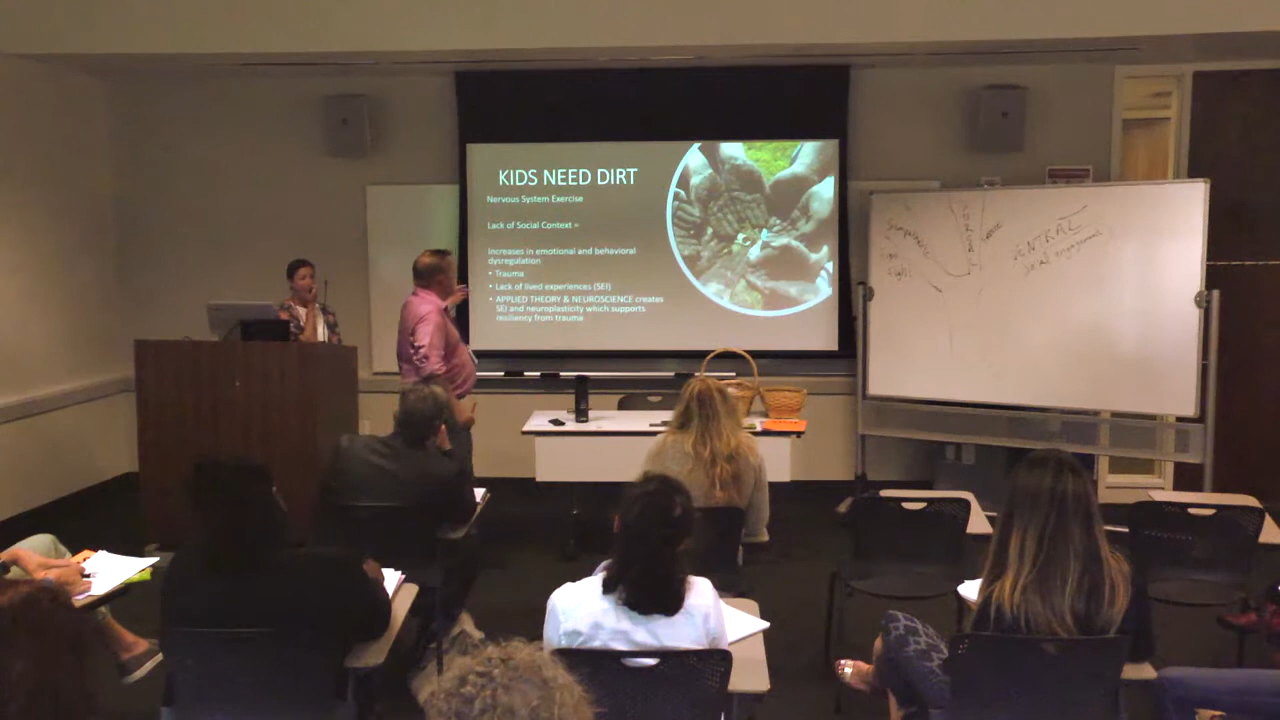 KIDS NEED DIRT
Nervous System Exercise
Lack of Social Context =
Increases in emotional and behavioral
dysregulation
• Trauma
• Lack of lived experiences (SEI)
• APPLIED THEORY & NEUROSCIENCE creates
SEI and neuroplasticity which supports
resiliency from trauma
VENTRAL
social engagement